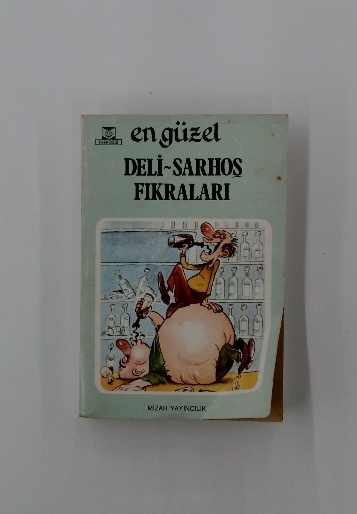 en güzel
DELİ~SARHOŞ
FIKRALARI
MİZAH YAYINCILIK